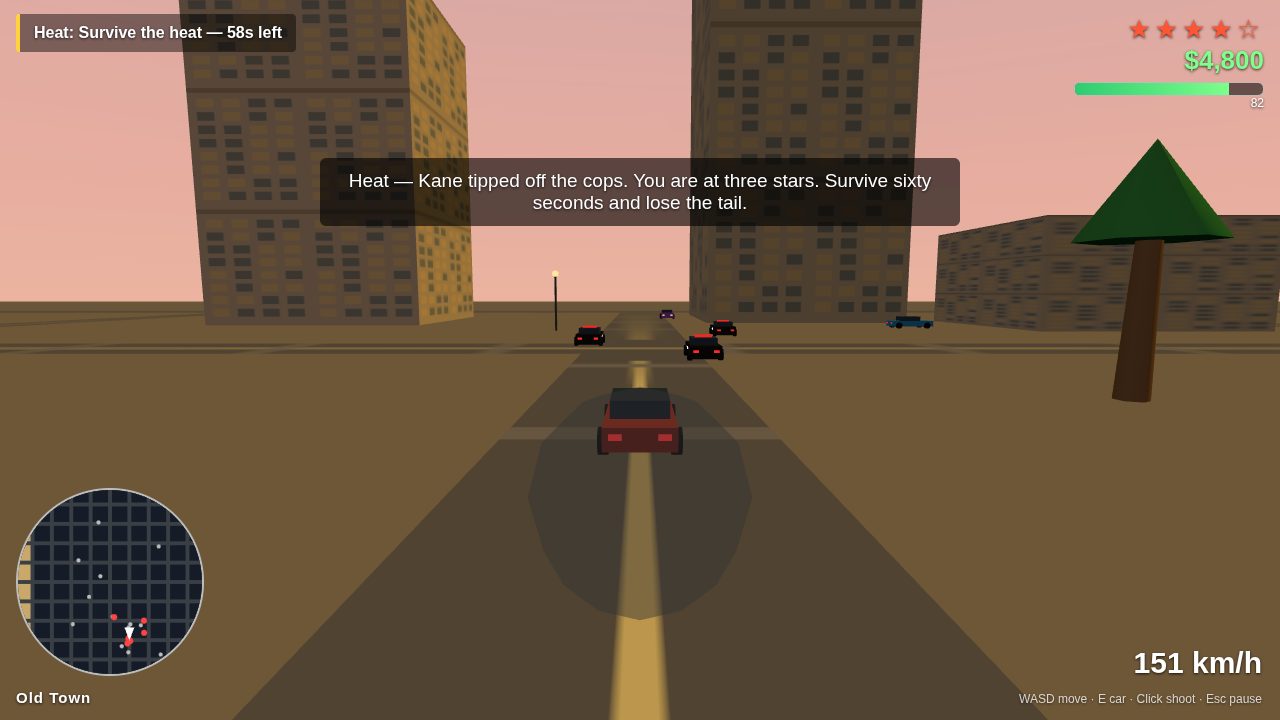 Heat: Survive the heat — 58s left
★★★★☆
$4,800
82
Heat — Kane tipped off the cops. You are at three stars. Survive sixty
seconds and lose the tail.
151 km/h
Old Town
WASD move · E car · Click shoot · Esc pause